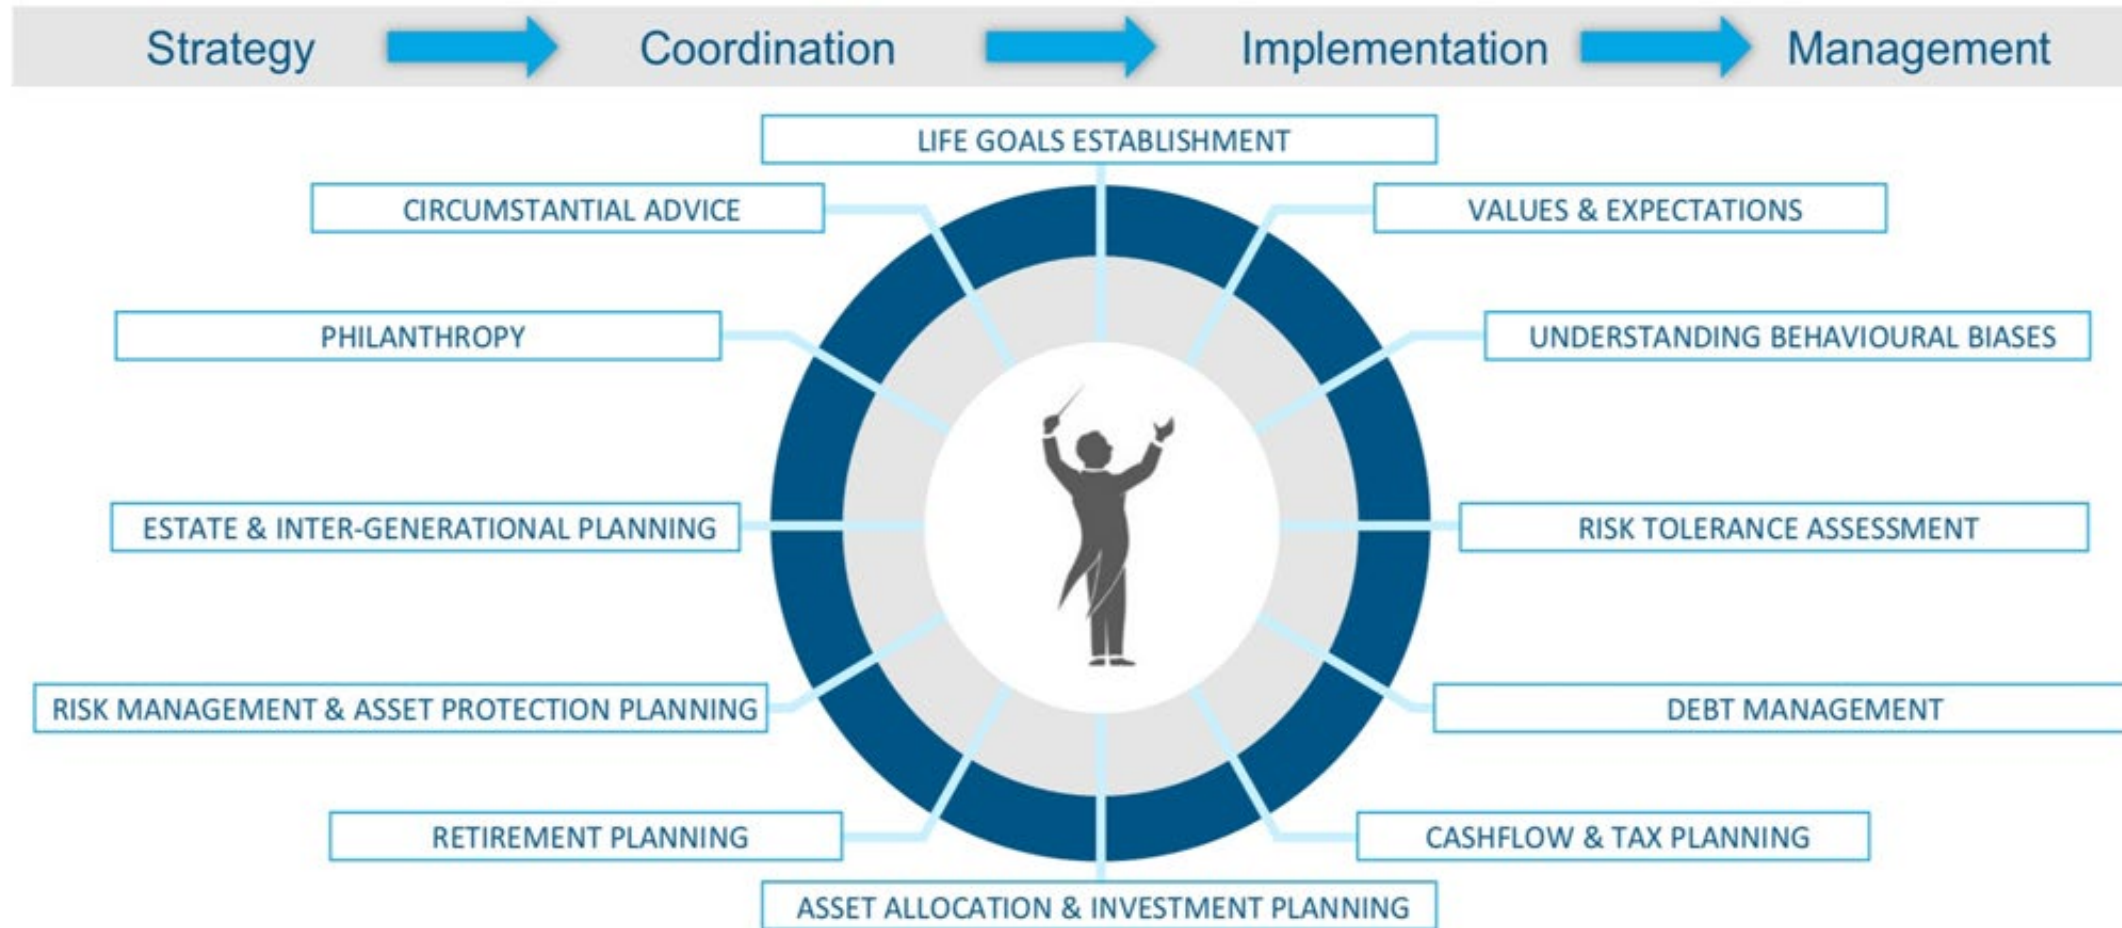 Strategy Coordination Implementation Management
LIFE GOALS ESTABLISHMENT
CIRCUMSTANTIAL ADVICE
VALUES & EXPECTATIONS
PHILANTHROPY
UNDERSTANDING BEHAVIOURAL BIASES
ESTATE & INTER-GENERATIONAL PLANNING
RISK TOLERANCE ASSESSMENT
RISK MANAGEMENT & ASSET PROTECTION PLANNING
DEBT MANAGEMENT
RETIREMENT PLANNING
CASHFLOW & TAX PLANNING
ASSET ALLOCATION & INVESTMENT PLANNING